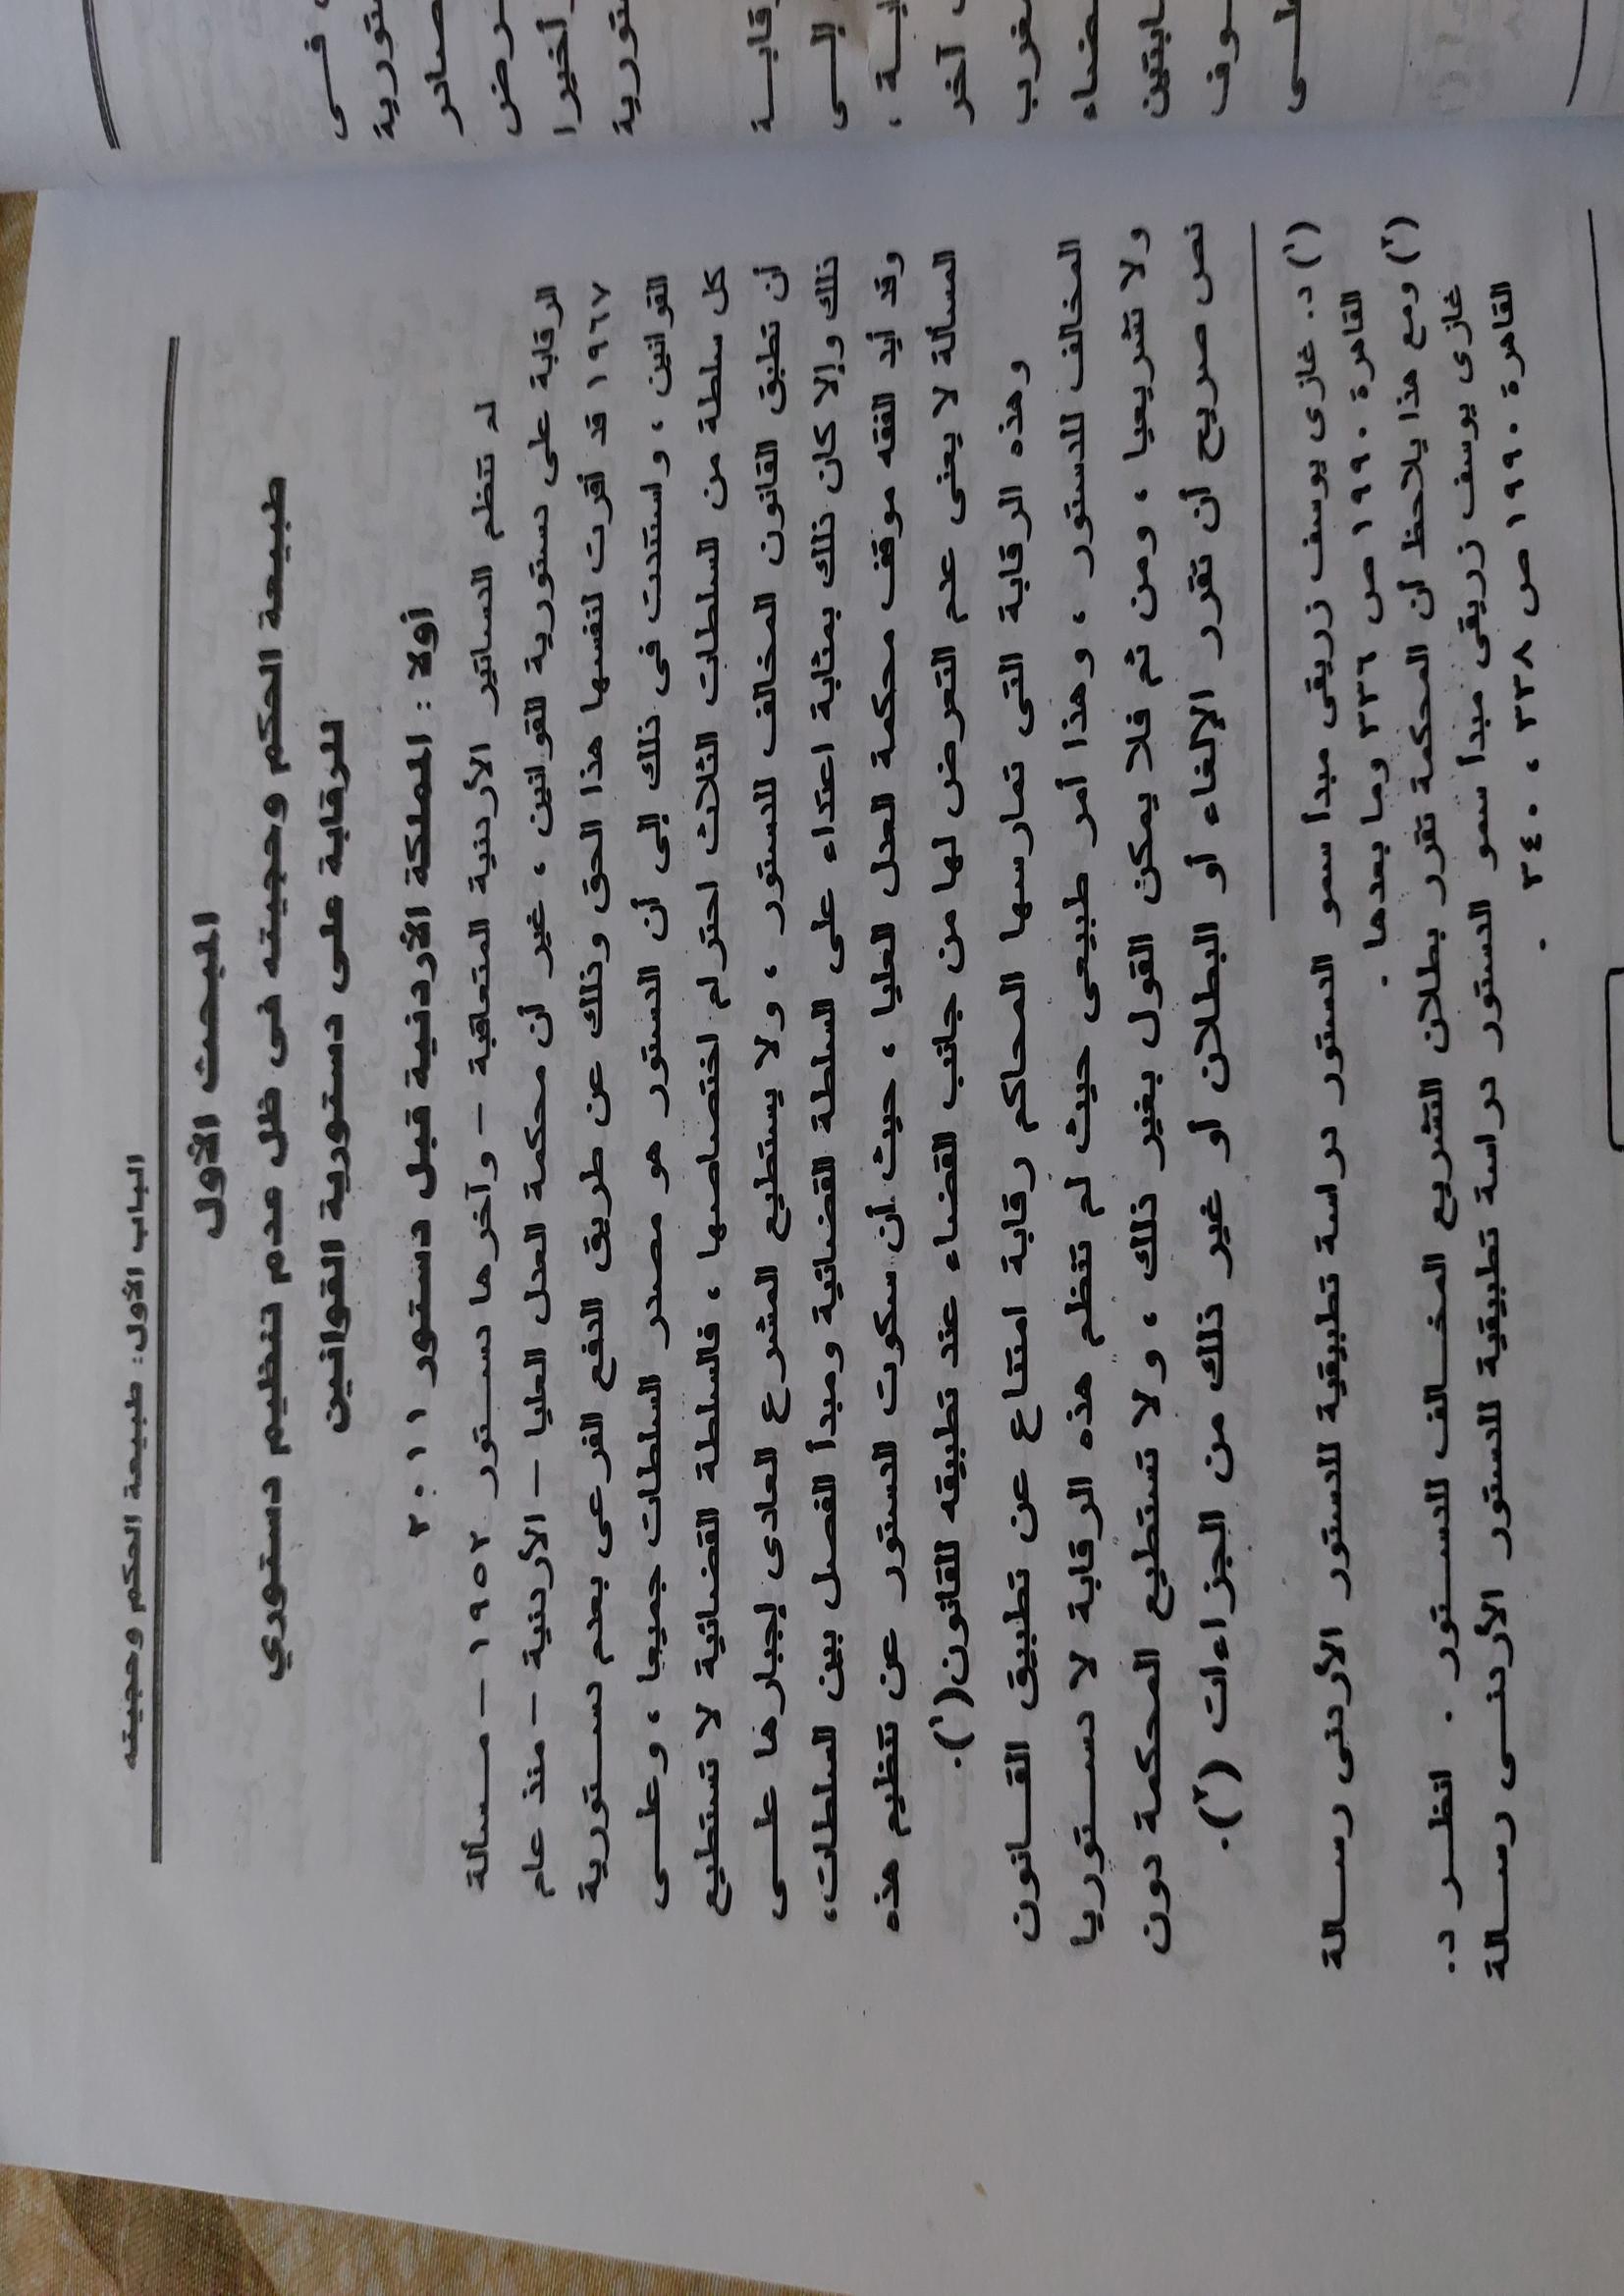 الباب الأول: طبيعة الحكم وحجيته
المبحث الأول
طبيعة الحكم وحجيته فى ظل عدم تنظيم دستوري
للرقابة على دستورية القوانين
أولا : المملكة الأردنية قبل دستور ٢٠١١
لم تنظم الدساتير الأردنية المتعاقبة – وآخرها دستور ١٩٥٢ – مسألة
الرقابة على دستورية القوانين ، غير أن محكمة العدل العليا – الأردنية – منذ عام
١٩٦٧ قد أقرت لنفسها هذا الحق وذلك عن طريق الدفع الفرعى بعدم دستورية
القوانين ، واستندت فى ذلك إلى أن الدستور هو مصدر السلطات جميعا ، وعلى
كل سلطة من السلطات الثلاث احترام اختصاصها ، فالسلطة القضائية لا تستطيع
أن تطبق القانون المخالف للدستور ، ولا يستطيع المشرع العادى إجبارها على
ذلك وإلا كان ذلك بمثابة اعتداء على السلطة القضائية ومبدأ الفصل بين السلطات،
وقد أيد الفقه موقف محكمة العدل العليا ، حيث أن سكوت الدستور عن تنظيم هذه
المسألة لا يعنى عدم التعرض لها من جانب القضاء عند تطبيقه للقانون(١).
وهذه الرقابة التى تمارسها المحاكم رقابة امتناع عن تطبيق القانون
المخالف للدستور ، وهذا أمر طبيعى حيث لم تنظم هذه الرقابة لا دستوريا
ولا تشريعيا ، ومن ثم فلا يمكن القول بغير ذلك ، ولا تستطيع المحكمة دون
نص صريح أن تقرر الإلغاء أو البطلان أو غير ذلك من الجزاءات (٢).
(١) د. غازى يوسف زريقى مبدأ سمو الدستور دراسة تطبيقية للدستور الأردنى رسالة
القاهرة ١٩٩٠ ص ٣٣٦ وما بعدها .
(٢) ومع هذا يلاحظ أن المحكمة تقرر بطلان التشريع المخالف للدستور . انظر د.
غازى يوسف زريقى مبدأ سمو الدستور دراسة تطبيقية للدستور الأردنى رسالة
القاهرة ١٩٩٠ ص ٣٣٨ ، ٣٤٠ .
فى
رض
أخيرا
إلى
آخر